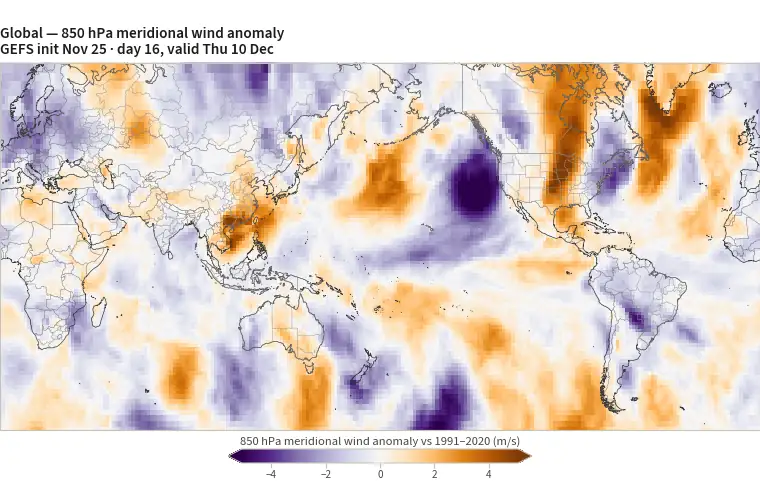 Global — 850 hPa meridional wind anomaly
GEFS init Nov 25 · day 16, valid Thu 10 Dec
850 hPa meridional wind anomaly vs 1991–2020 (m/s)
−4 −2 0 2 4